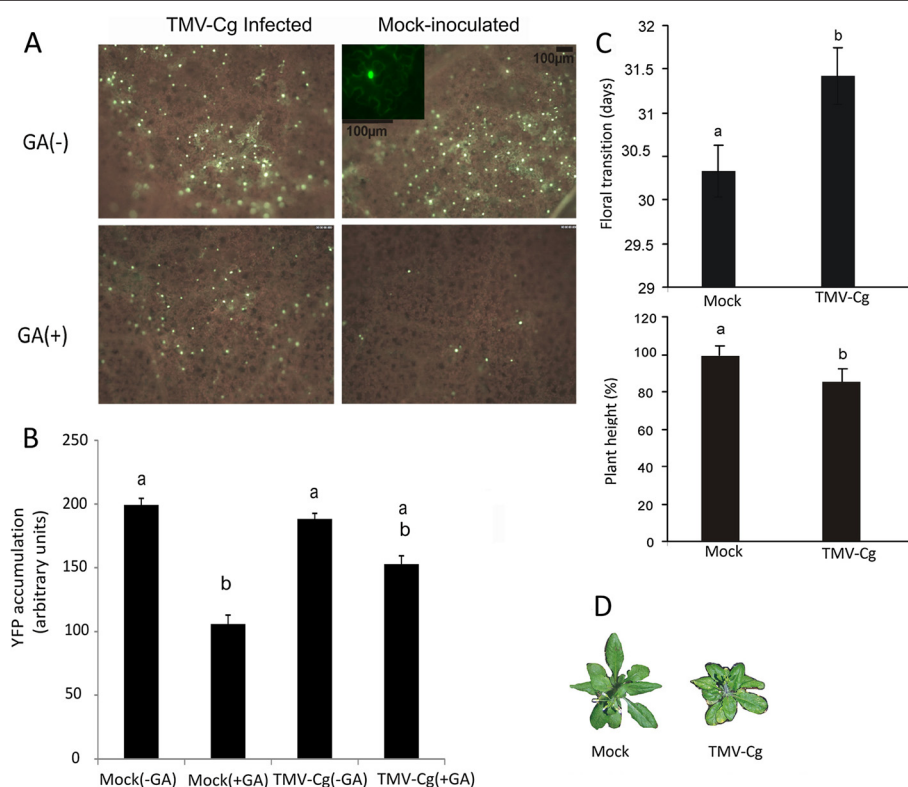 A
TMV-Cg Infected
Mock-inoculated
100µm
100µm
GA(-)
GA(+)
B
YFP accumulation
(arbitrary units)
250
200
150
100
50
0
a
b
a
a
b
Mock(-GA)
Mock(+GA)
TMV-Cg(-GA)
TMV-Cg(+GA)
C
Floral transition (days)
32
31.5
31
30.5
30
29.5
29
a
b
Mock
TMV-Cg
Plant height (%)
120
100
80
60
40
20
0
a
b
Mock
TMV-Cg
D
Mock
TMV-Cg